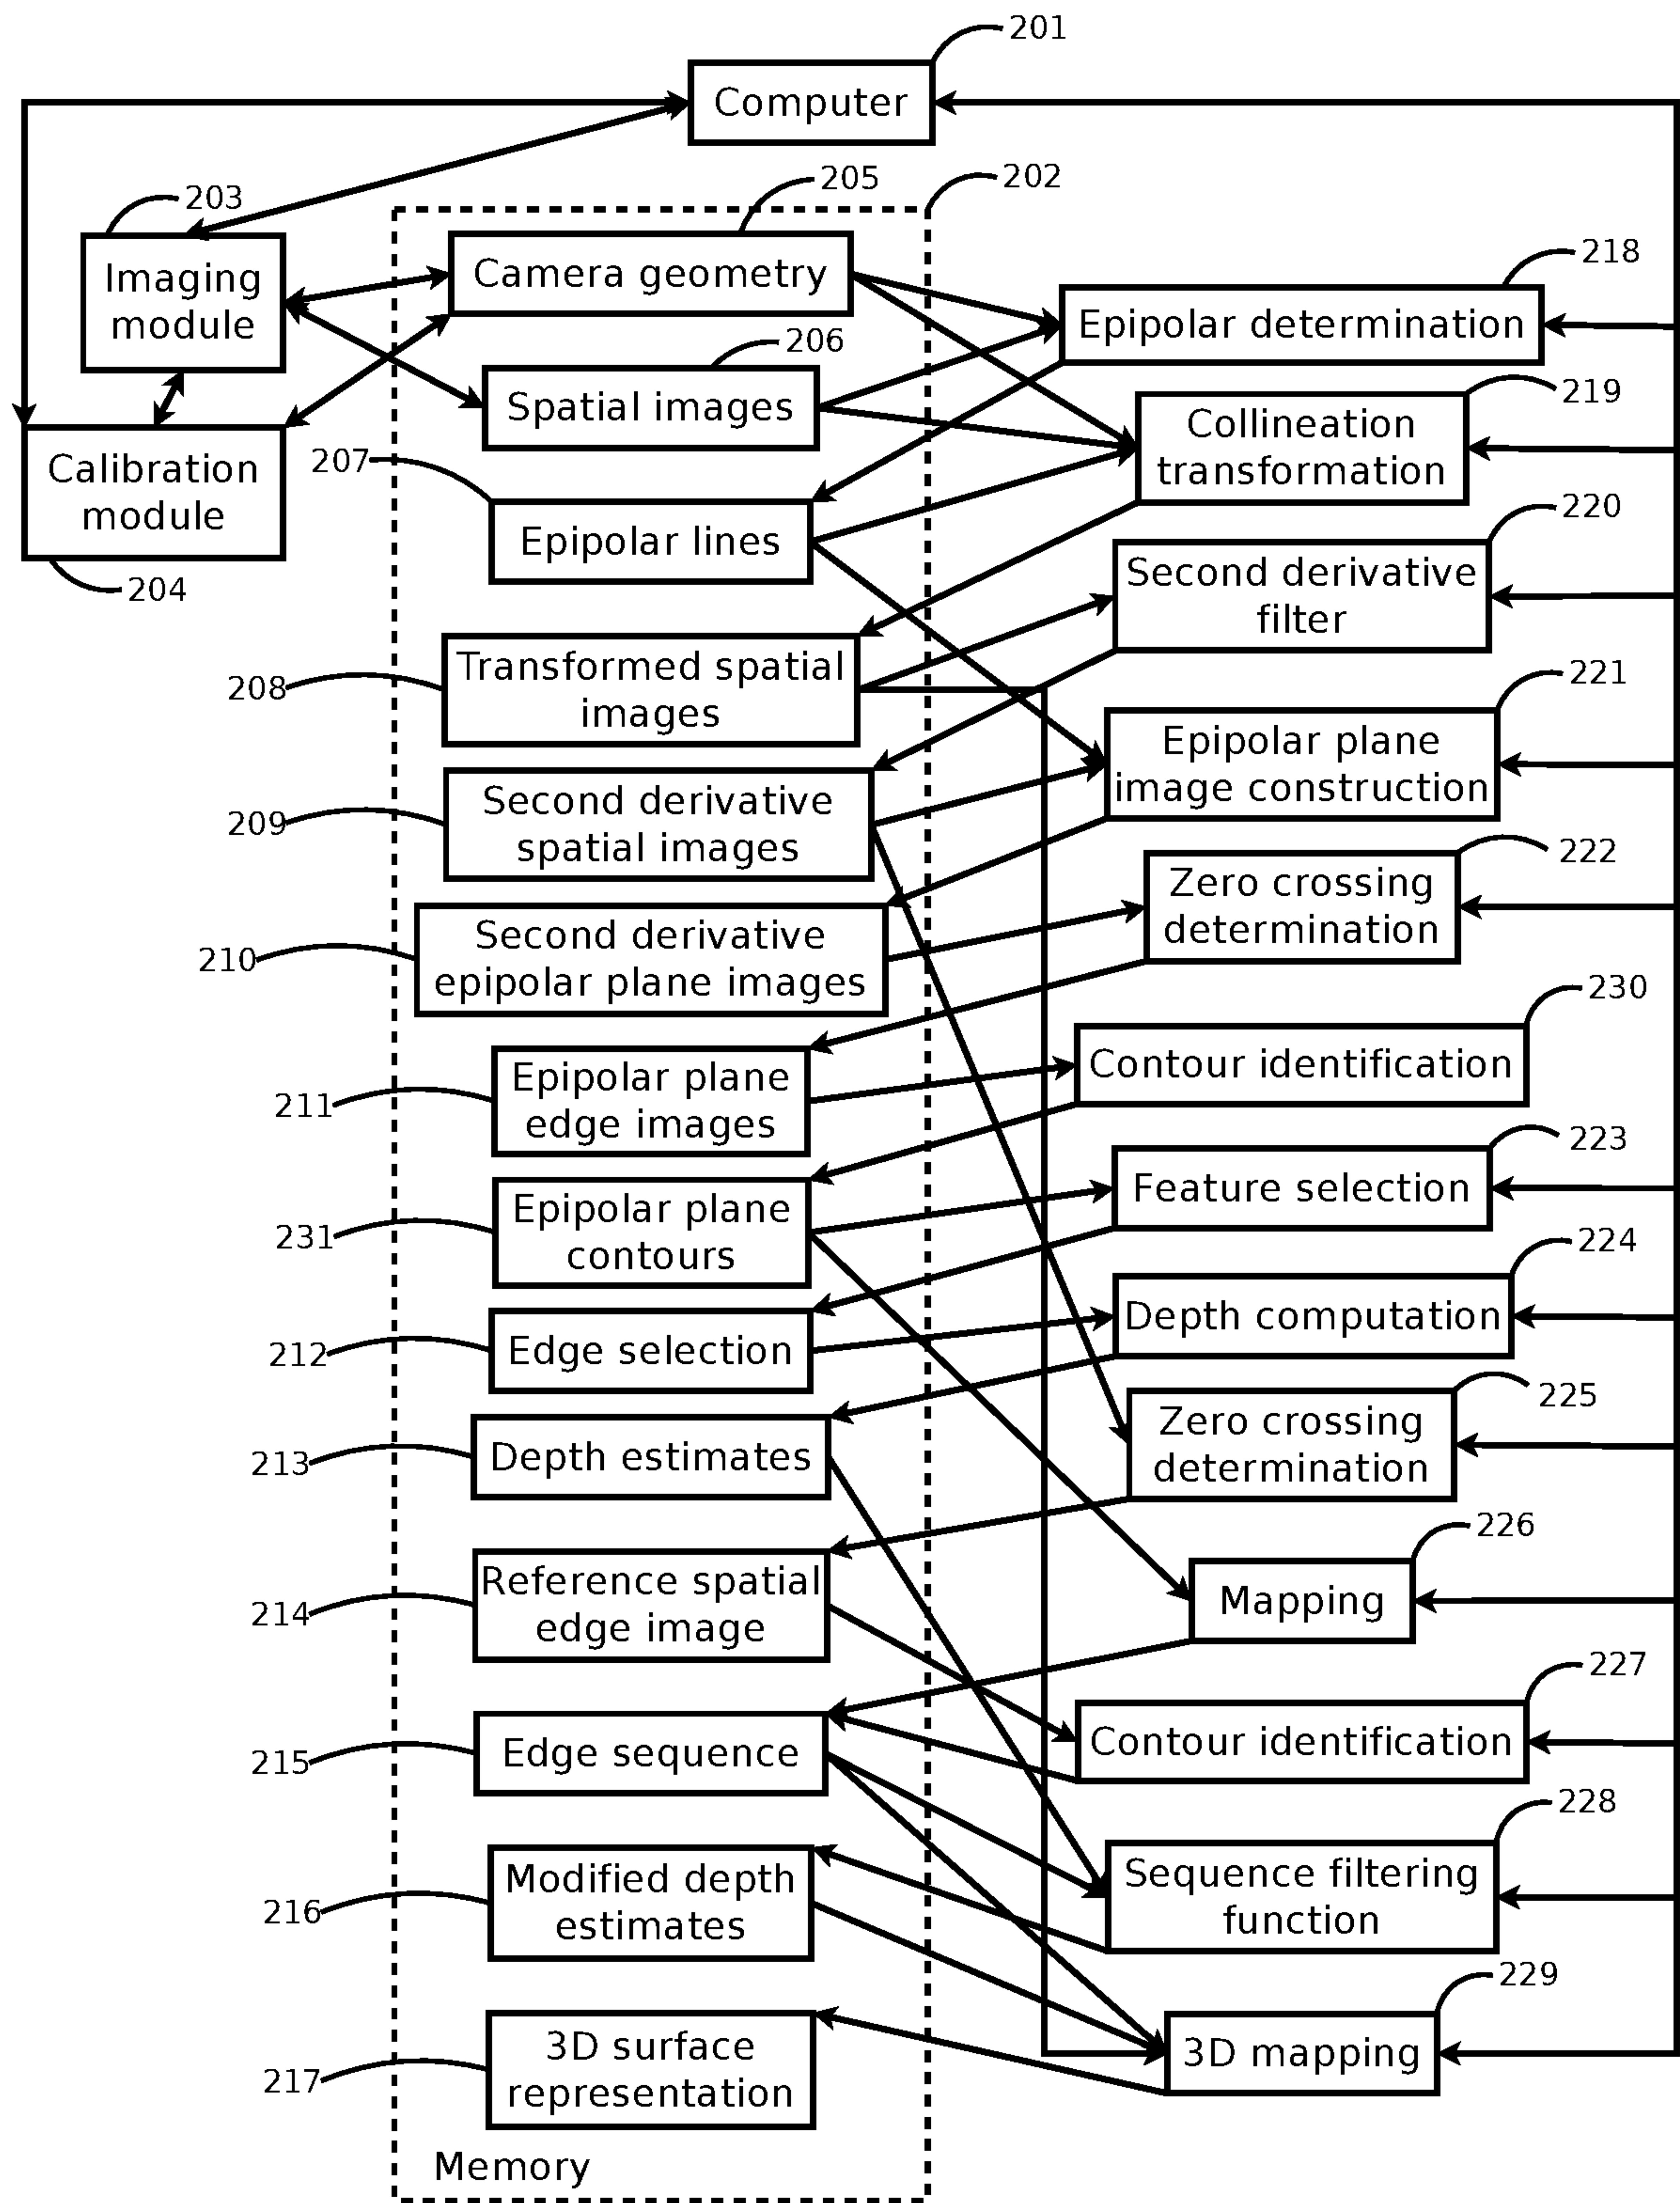 201
Computer
205
202
203
Imaging
module
Camera geometry
218
Epipolar determination
206
Spatial images
219
Collineation
transformation
207
Calibration
module
204
Epipolar lines
220
Second derivative
filter
208
Transformed spatial
images
221
Epipolar plane
image construction
209
Second derivative
spatial images
222
Zero crossing
determination
210
Second derivative
epipolar plane images
230
Contour identification
211
Epipolar plane
edge images
223
Feature selection
231
Epipolar plane
contours
224
Depth computation
212
Edge selection
225
Zero crossing
determination
213
Depth estimates
226
Mapping
214
Reference spatial
edge image
227
Contour identification
215
Edge sequence
228
Sequence filtering
function
216
Modified depth
estimates
229
3D mapping
217
3D surface
representation
Memory